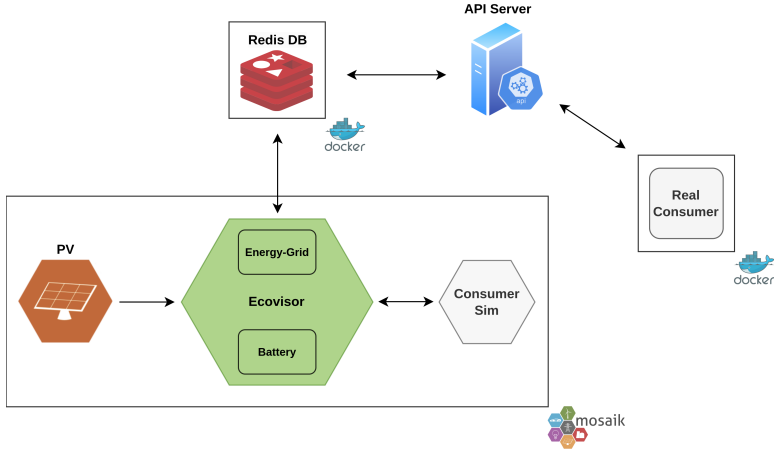 API Server
Redis DB
api
docker
Real
Consumer
docker
PV
Energy-Grid
Ecovisor
Battery
Consumer
Sim
mosaik